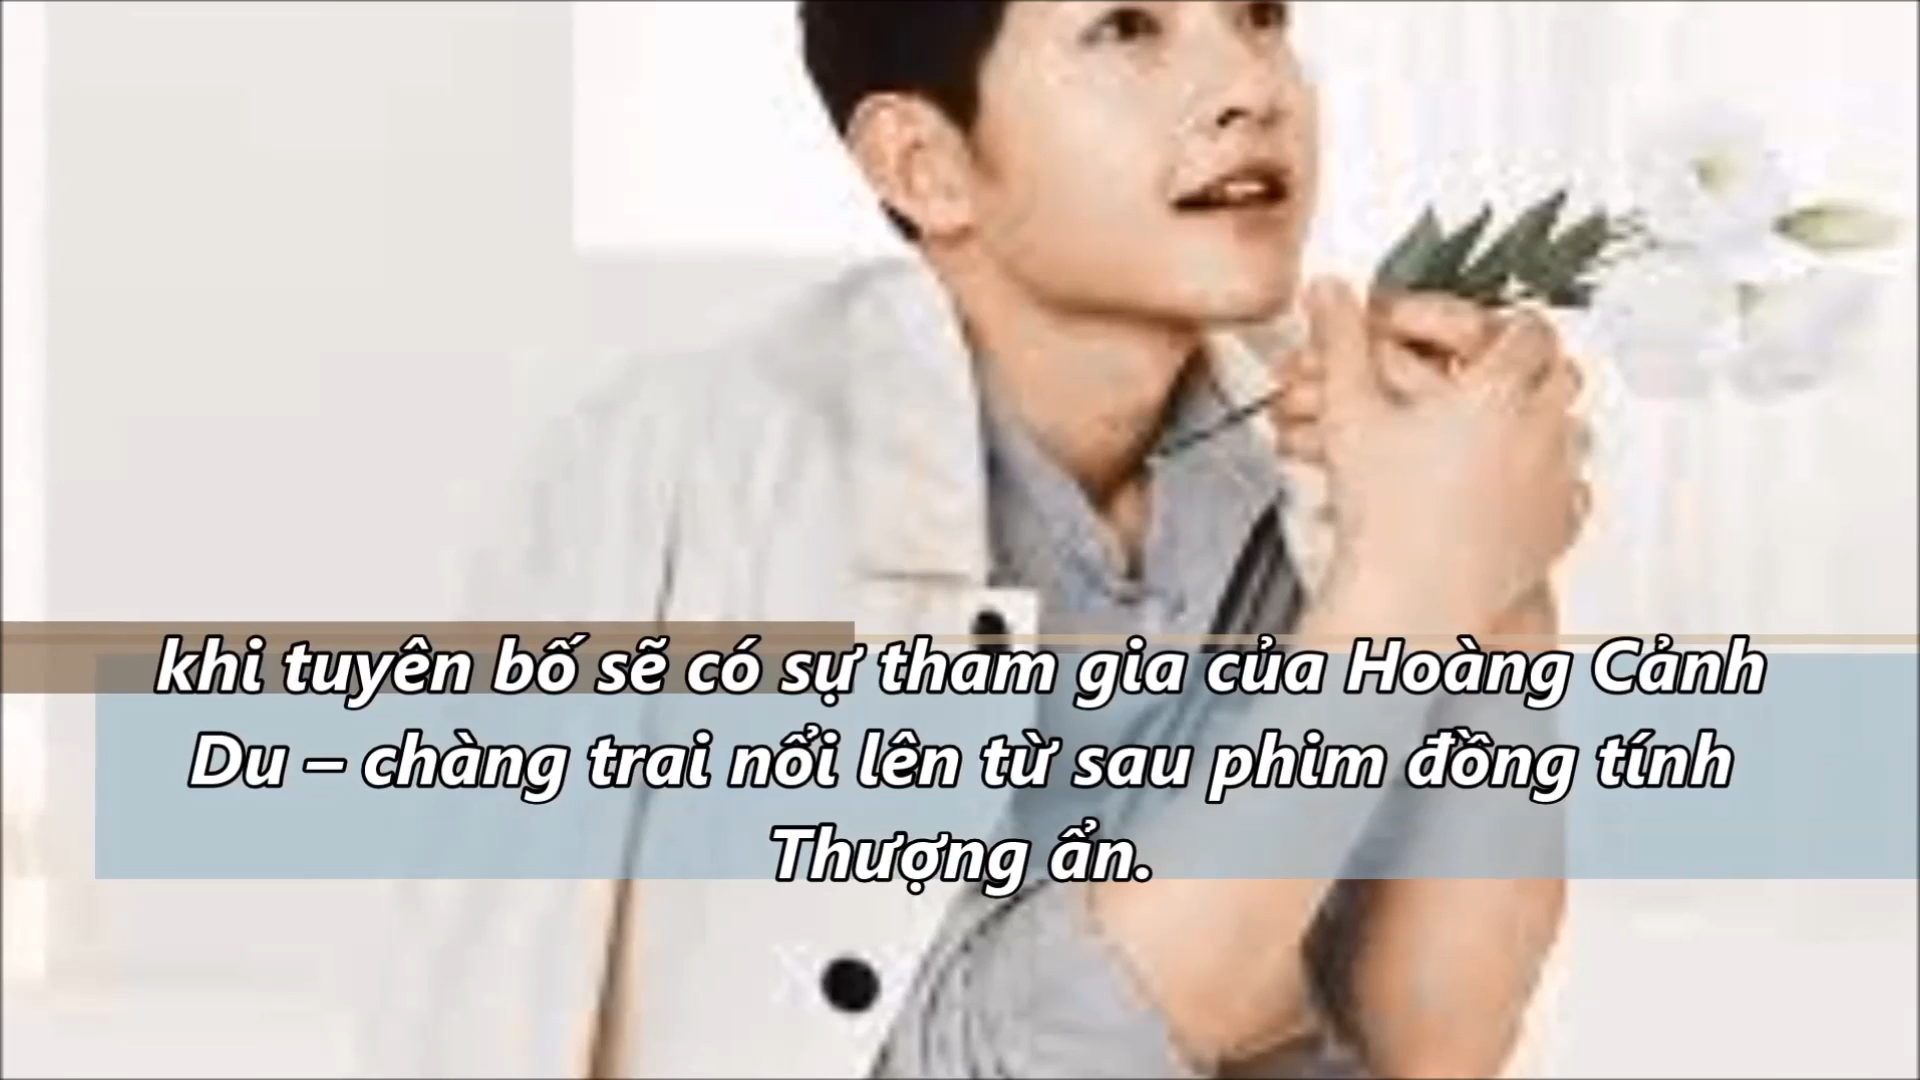 khi tuyên bố sẽ có sự tham gia của Hoàng Cảnh
Du – chàng trai nổi lên từ sau phim đồng tính
Thượng ẩn.